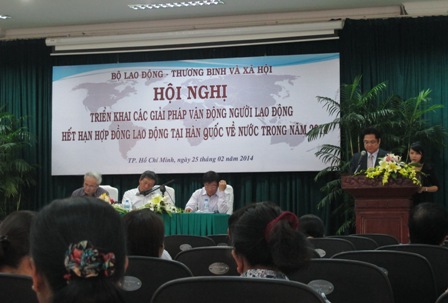 BỘ LAO ĐỘNG - THƯƠNG BINH VÀ XÃ HỘI
HỘI NGHỊ
TRIỂN KHAI CÁC GIẢI PHÁP VẬN ĐỘNG NGƯỜI LAO ĐỘNG
HẾT HẠN HỢP ĐỒNG LAO ĐỘNG TẠI HÀN QUỐC VỀ NƯỚC TRONG NĂM 20
TP. Hồ Chí Minh, ngày 25 tháng 02 năm 2014